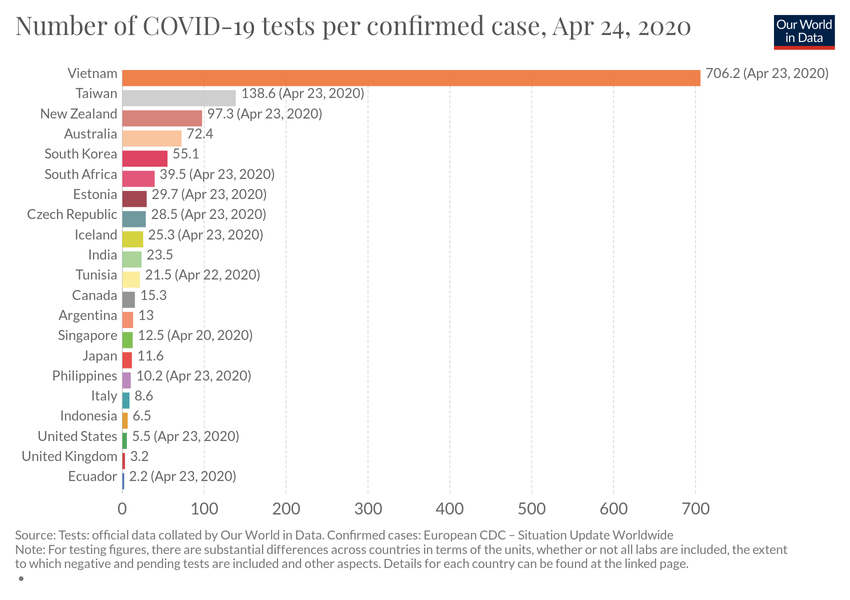 Number of COVID-19 tests per confirmed case, Apr 24, 2020
Our World
in Data
Vietnam 706.2 (Apr 23, 2020)
Taiwan 138.6 (Apr 23, 2020)
New Zealand 97.3 (Apr 23, 2020)
Australia 72.4
South Korea 55.1
South Africa 39.5 (Apr 23, 2020)
Estonia 29.7 (Apr 23, 2020)
Czech Republic 28.5 (Apr 23, 2020)
Iceland 25.3 (Apr 23, 2020)
India 23.5
Tunisia 21.5 (Apr 22, 2020)
Canada 15.3
Argentina 13
Singapore 12.5 (Apr 20, 2020)
Japan 11.6
Philippines 10.2 (Apr 23, 2020)
Italy 8.6
Indonesia 6.5
United States 5.5 (Apr 23, 2020)
United Kingdom 3.2
Ecuador 2.2 (Apr 23, 2020)
0 100 200 300 400 500 600 700
Source: Tests: official data collated by Our World in Data. Confirmed cases: European CDC – Situation Update Worldwide
Note: For testing figures, there are substantial differences across countries in terms of the units, whether or not all labs are included, the extent
to which negative and pending tests are included and other aspects. Details for each country can be found at the linked page.
•